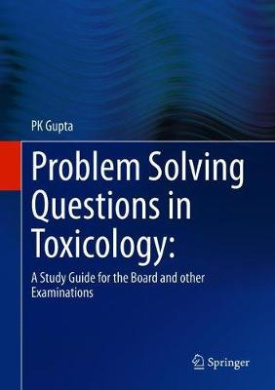 PK Gupta
Problem Solving
Questions in
Toxicology:
A Study Guide for the Board and other
Examinations
Springer